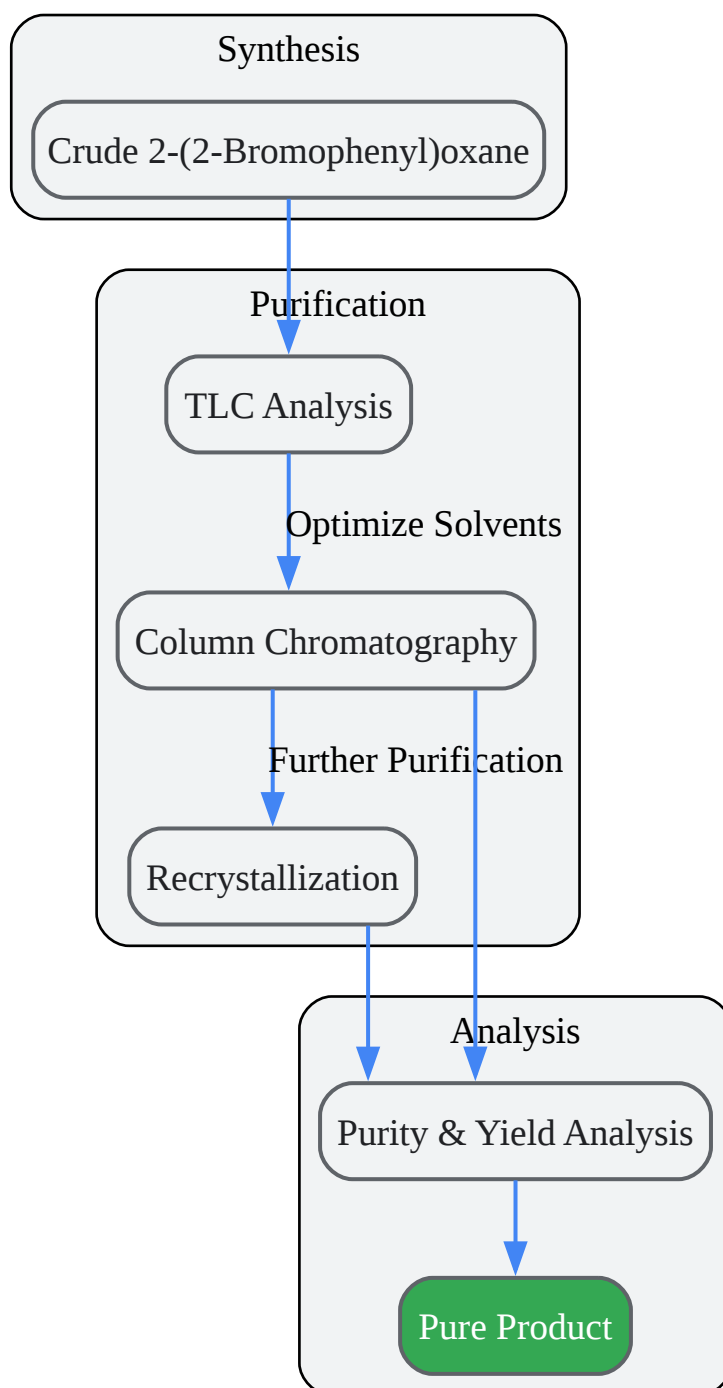 Synthesis
Crude 2-(2-Bromophenyl)oxane
Purification
TLC Analysis
Optimize Solvents
Column Chromatography
Further Purification
Recrystallization
Analysis
Purity & Yield Analysis
Pure Product